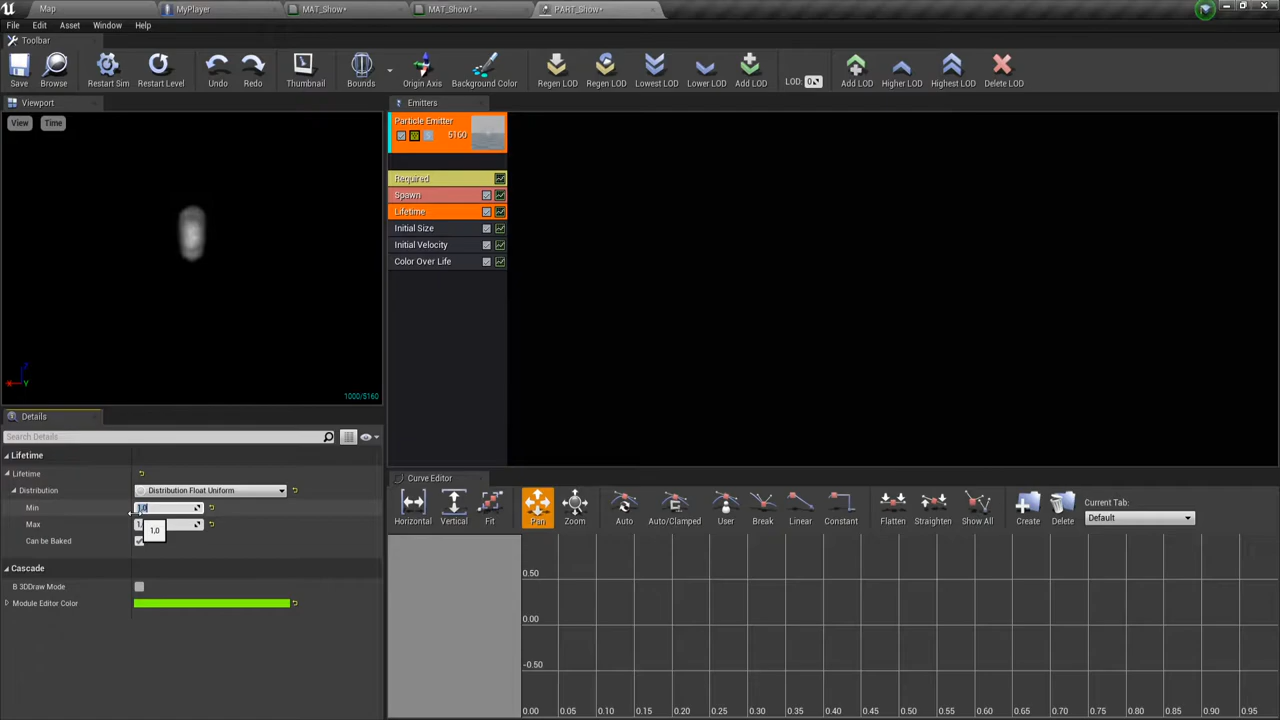 Map
MyPlayer
MAT_Show*
MAT_Show1*
PART_Show*
File Edit Asset Window Help
Toolbar
Save Browse Restart Sim Restart Level Undo Redo Thumbnail Bounds Origin Axis Background Color Regen LOD Regen LOD Lowest LOD Lower LOD Add LOD LOD: 0 Add LOD Higher LOD Highest LOD Delete LOD
Viewport
View Time
1000/5160
Z
Y
Emitters
Particle Emitter
5160
Required
Spawn
Lifetime
Initial Size
Initial Velocity
Color Over Life
Details
Search Details
Lifetime
Lifetime
Distribution Distribution Float Uniform
Min 1,0
Max 1,
1,0
Can be Baked
Cascade
B 3DDraw Mode
Module Editor Color
Curve Editor
Horizontal Vertical Fit Pan Zoom Auto Auto/Clamped User Break Linear Constant Flatten Straighten Show All Create Delete Current Tab:
Default
0.50
0.00
-0.50
0.00 0.05 0.10 0.15 0.20 0.25 0.30 0.35 0.40 0.45 0.50 0.55 0.60 0.65 0.70 0.75 0.80 0.85 0.90 0.95